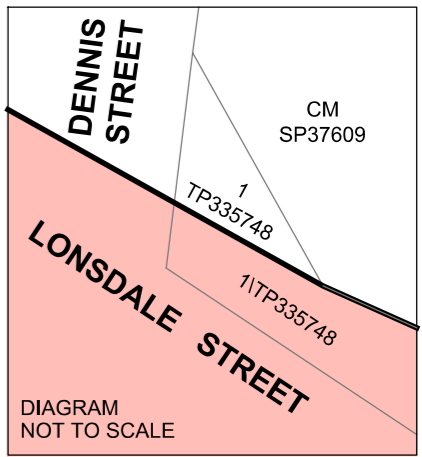 DENNIS
STREET
CM
SP37609
1
TP335748
1\TP335748
LONSDALE STREET
DIAGRAM
NOT TO SCALE